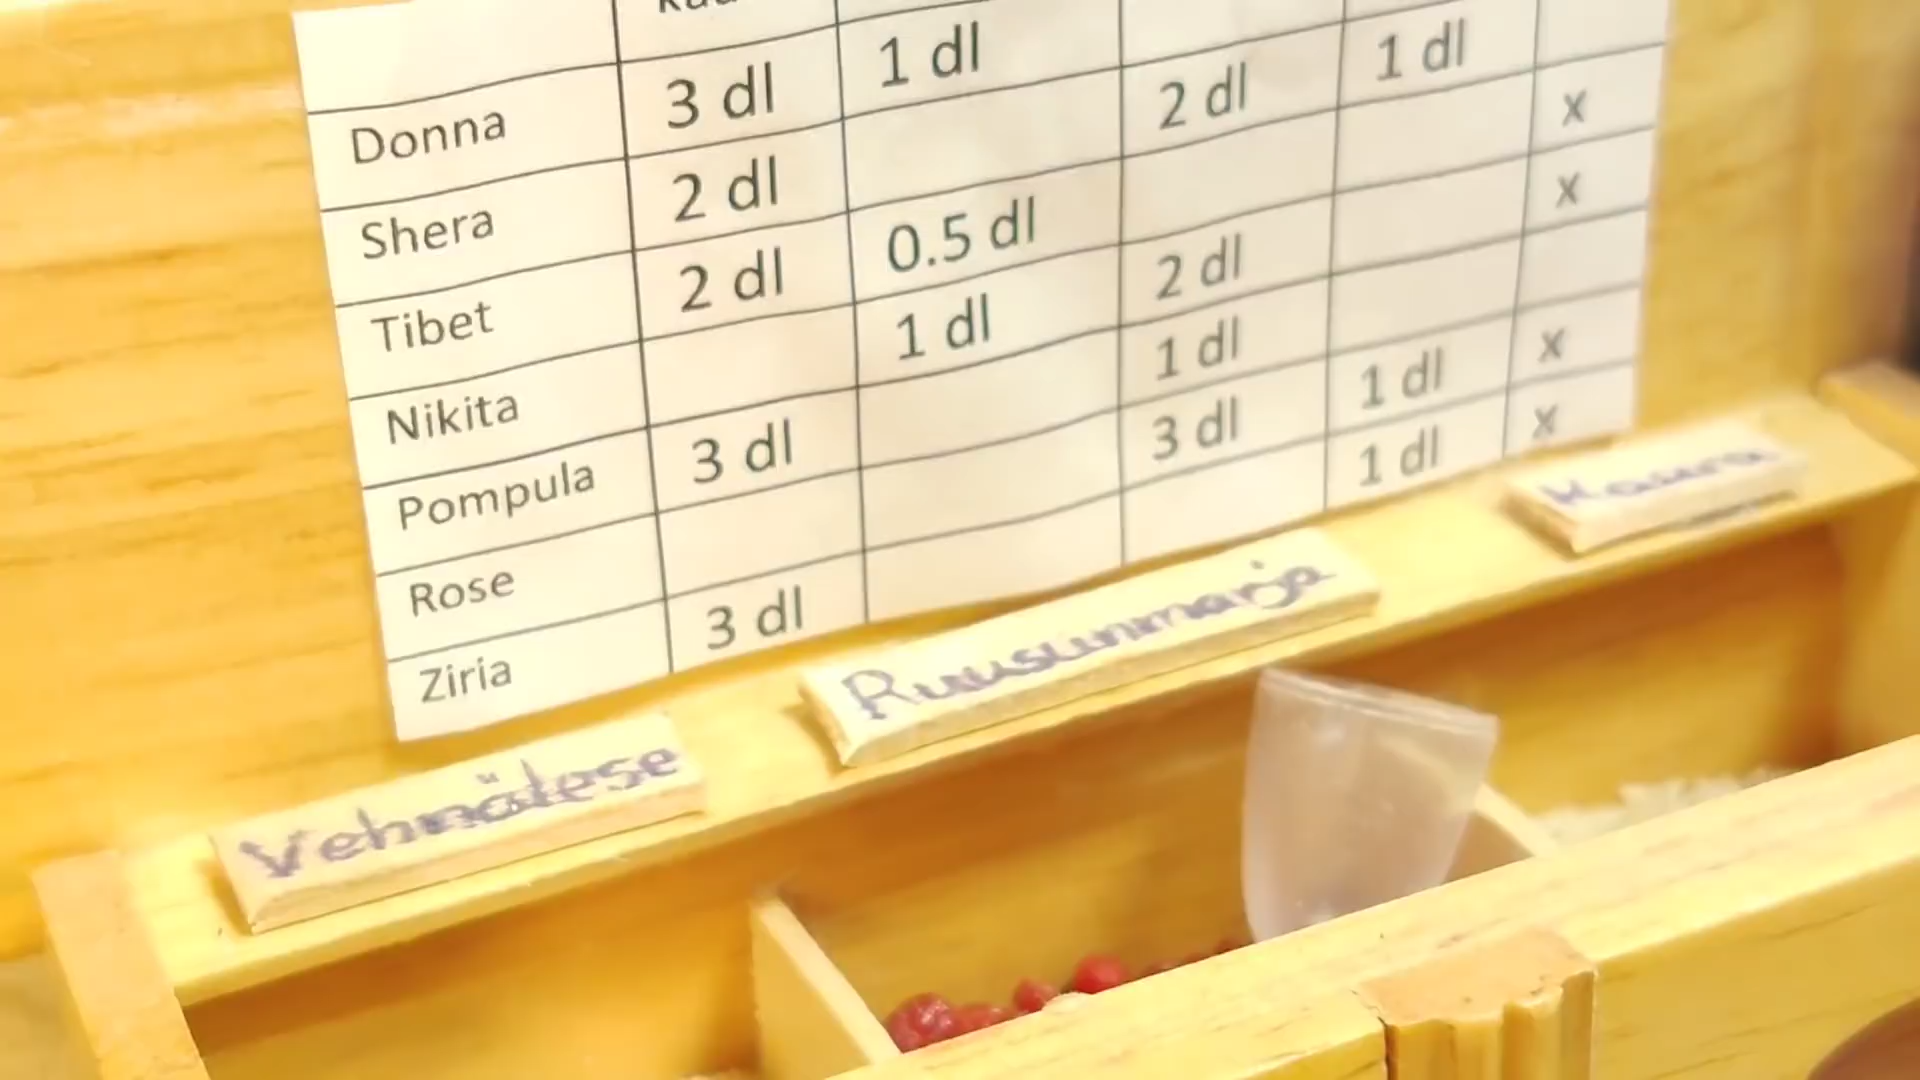 Donna 3 dl 1 dl
Shera 2 dl 2 dl 1 dl
Tibet 2 dl 0.5 dl x
Nikita 1 dl 2 dl x
Pompula 3 dl 1 dl
Rose 3 dl 1 dl x
Ziria 3 dl 1 dl x
Vehnälese
Ruusunmarja